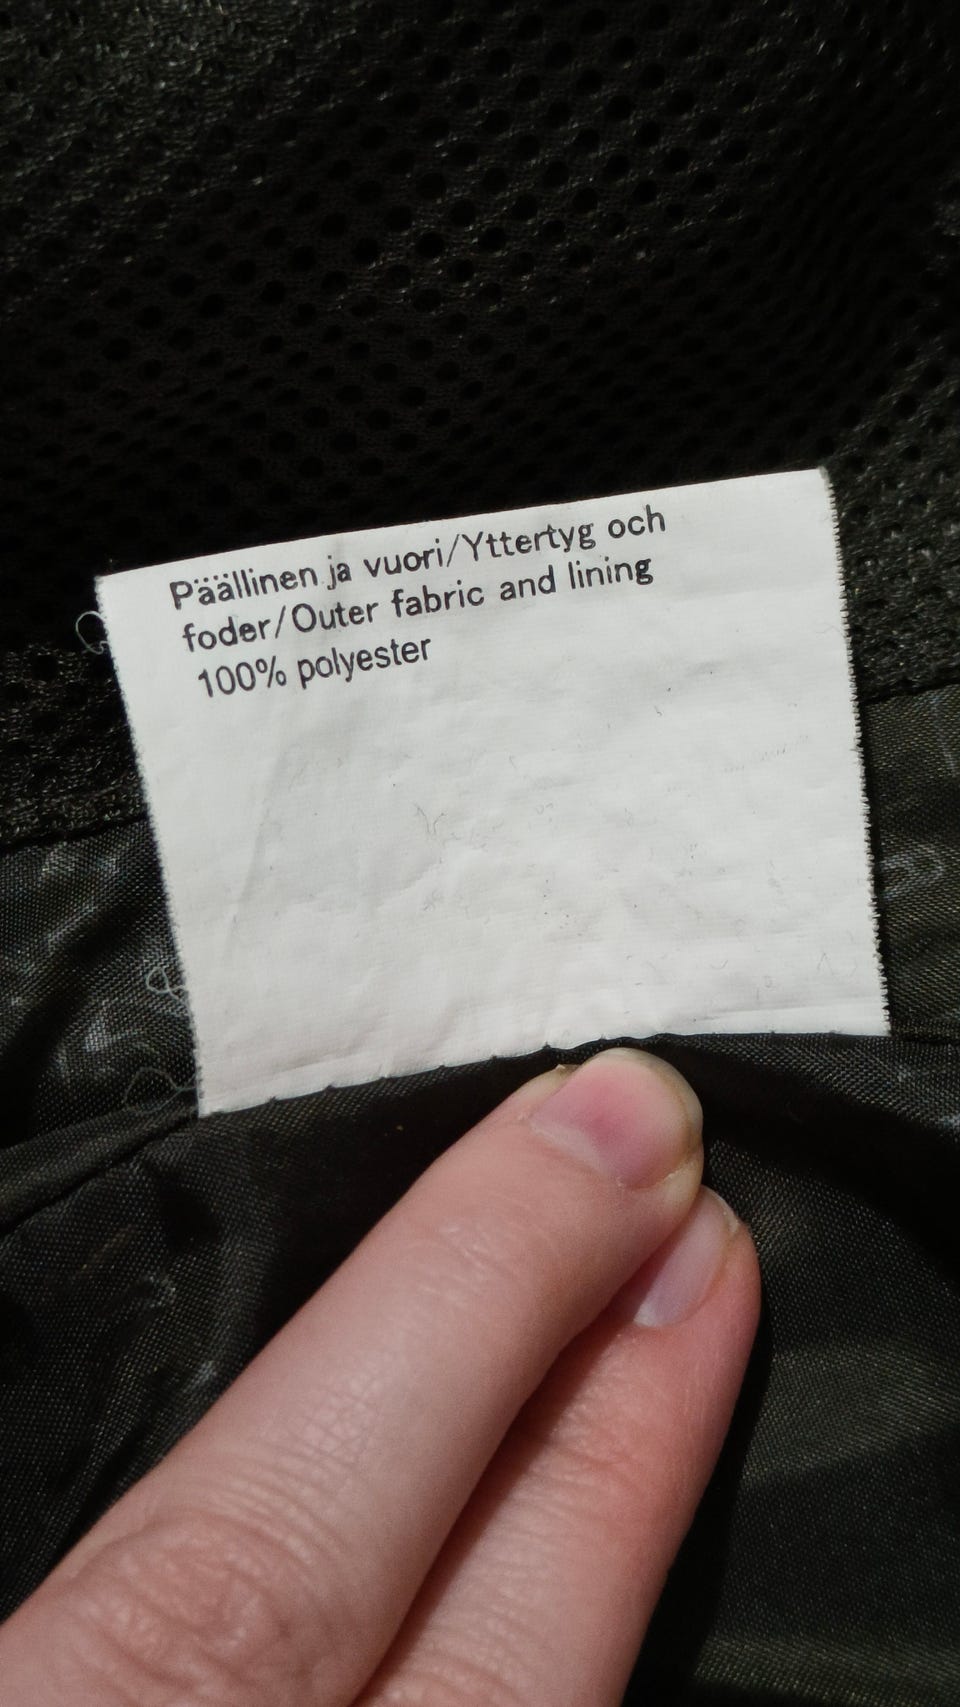 Päällinen ja vuori/Yttertyg och
foder/Outer fabric and lining
100% polyester